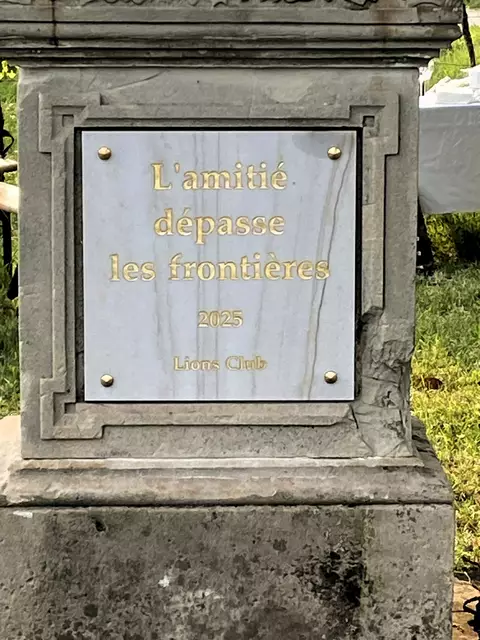 L'amitié
dépasse
les frontières
2025
Lions Club